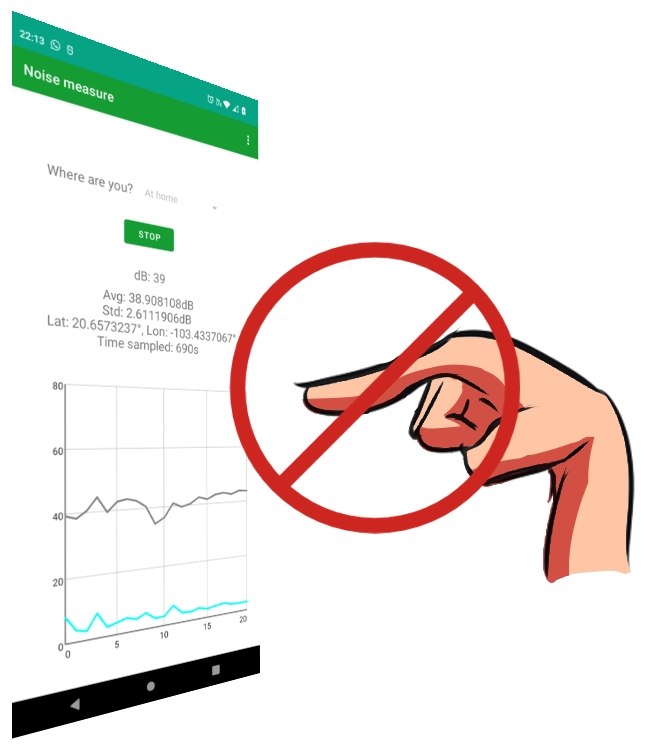 22:13
Noise measure
Where are you? At home
STOP
dB: 39
Avg: 38.908108dB
Std: 2.6111906dB
Lat: 20.6573237°, Lon: -103.4337067°
Time sampled: 690s
80
60
40
20
0
0 5 10 15 20